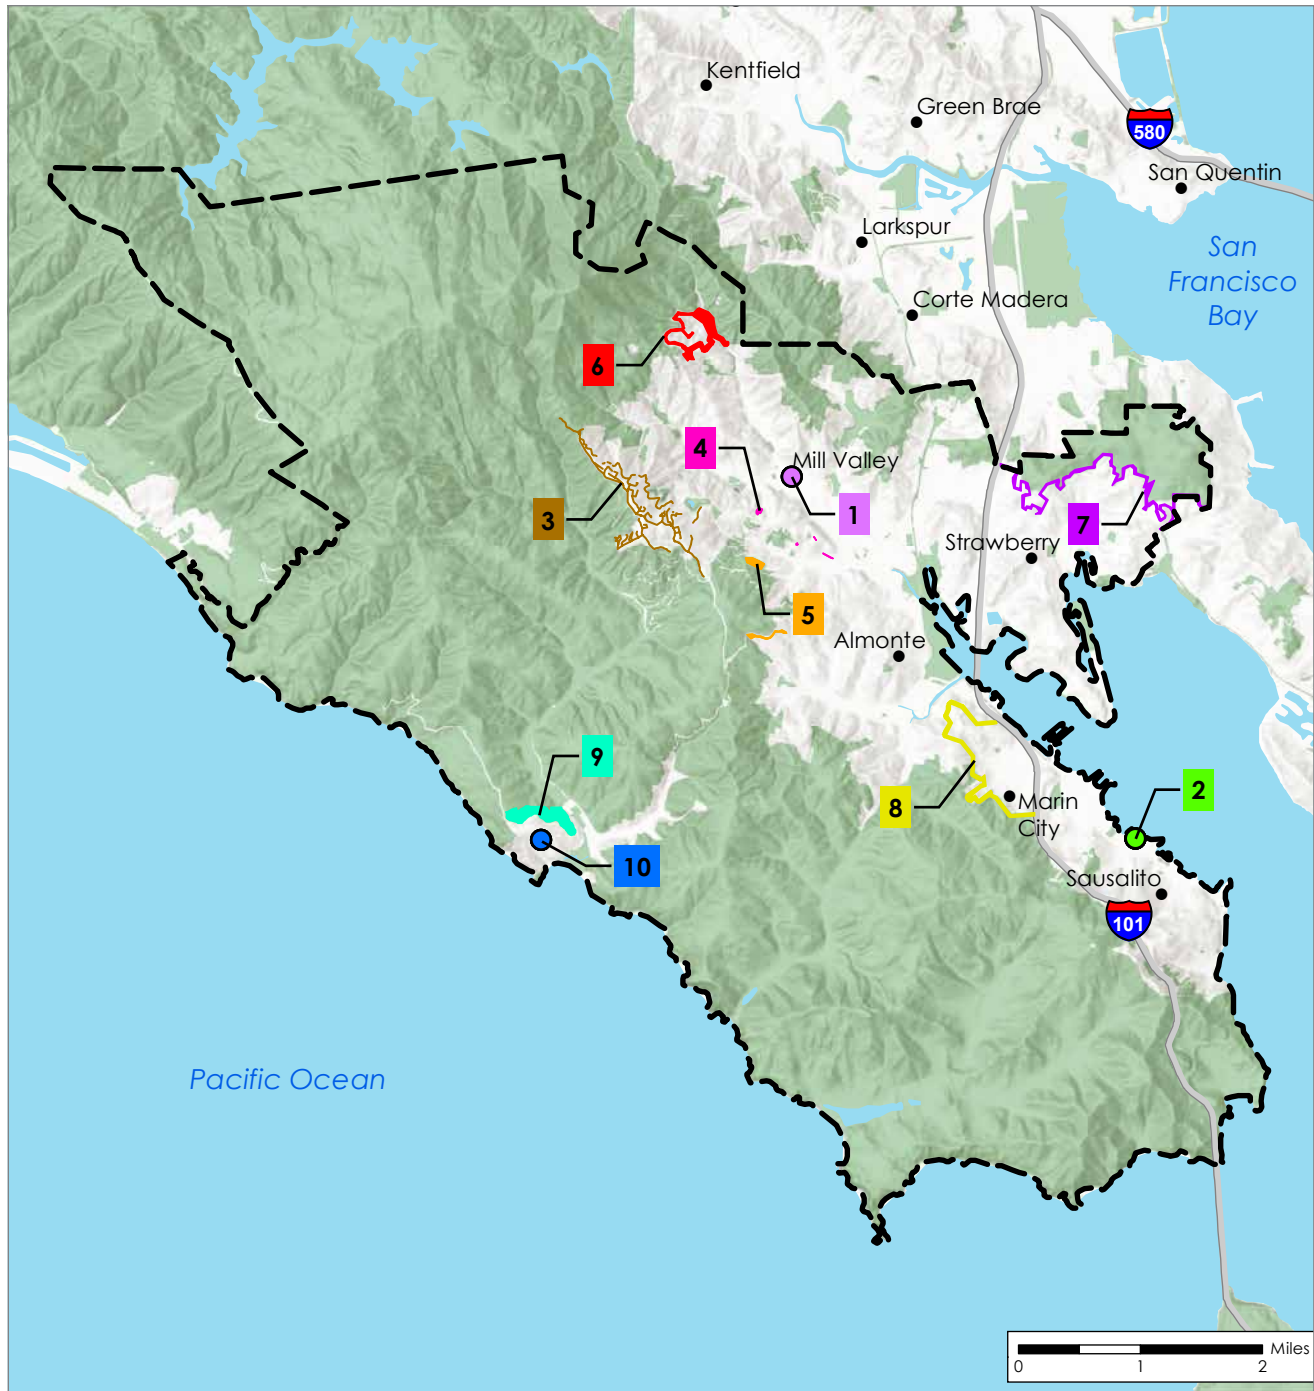 Kentfield
Green Brae
580
San Quentin
Larkspur
San
Francisco
Bay
Corte Madera
6
4
Mill Valley
3
1
7
Strawberry
5
Almonte
9
2
8
Marin
City
10
Sausalito
101
Pacific Ocean
Miles
0
1
2